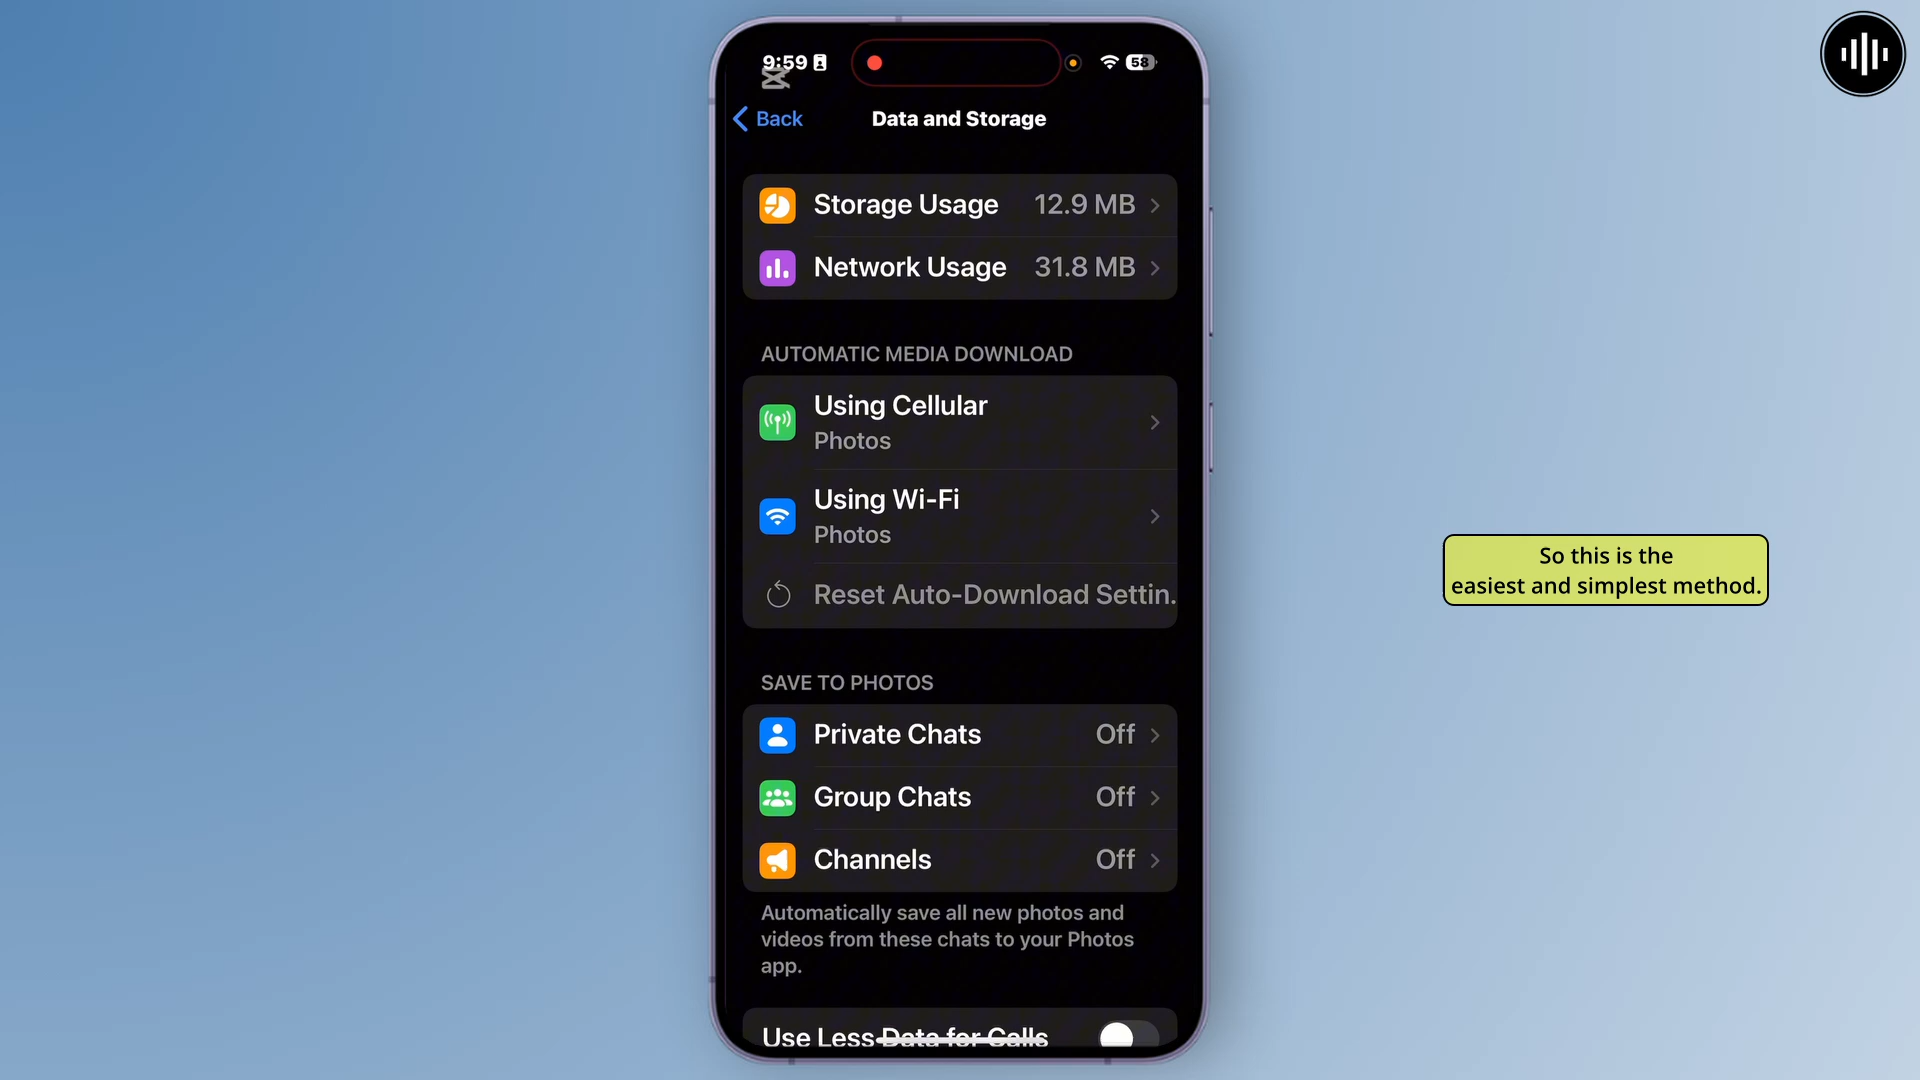 9:59
58
Back
Data and Storage
Storage Usage 12.9 MB
Network Usage 31.8 MB
AUTOMATIC MEDIA DOWNLOAD
Using Cellular
Photos
Using Wi-Fi
Photos
Reset Auto-Download Settin.
SAVE TO PHOTOS
Private Chats Off
Group Chats Off
Channels Off
Automatically save all new photos and
videos from these chats to your Photos
app.
Use Less Data for Calls
So this is the
easiest and simplest method.